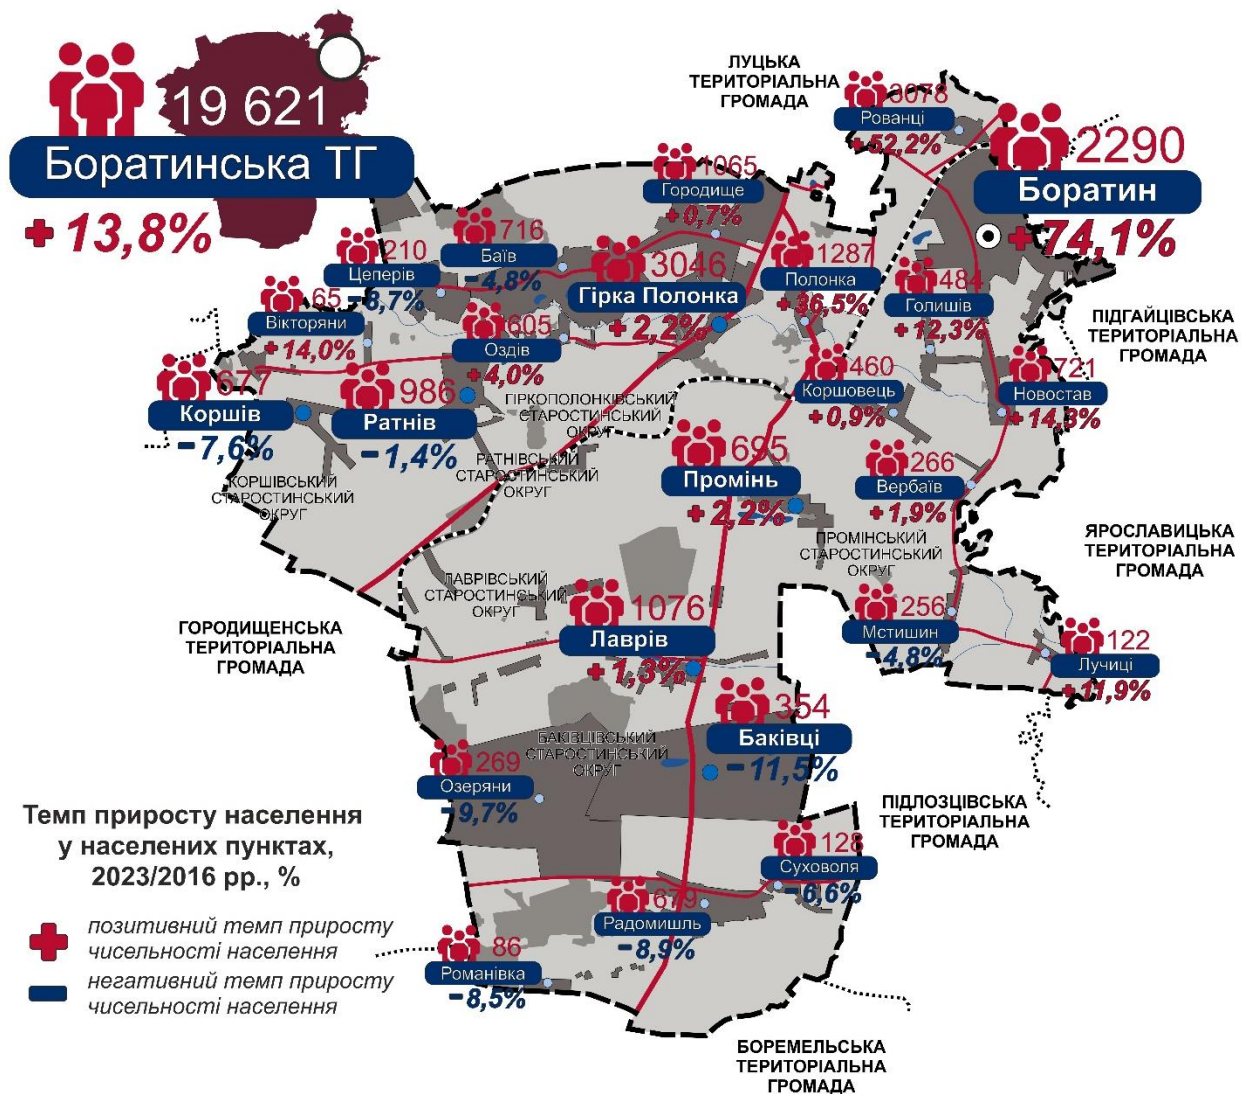 19 621
Боратинська ТГ
+ 13,8%
ЛУЦЬКА
ТЕРИТОРІАЛЬНА
ГРОМАДА
3078
Рованці
+ 52,2%
2290
Боратин
+ 74,1%
1065
Городище
+ 0,7%
716
Баїв
- 4,8%
210
Цеперів
- 8,7%
3046
Гірка Полонка
+ 2,2%
1287
Полонка
+ 36,5%
484
Голишів
+ 12,3%
ПІДГАЙЦІВСЬКА
ТЕРИТОРІАЛЬНА
ГРОМАДА
65
Вікторяни
+ 14,0%
605
Оздів
+ 4,0%
677
Коршів
- 7,6%
986
Ратнів
- 1,4%
460
Коршовець
+ 0,9%
721
Новостав
+ 14,3%
ГІРКОПОЛОНКІВСЬКИЙ
СТАРОСТИНСЬКИЙ
ОКРУГ
РАТНІВСЬКИЙ
СТАРОСТИНСЬКИЙ
ОКРУГ
КОРШІВСЬКИЙ
СТАРОСТИНСЬКИЙ
ОКРУГ
695
Промінь
+ 2,2%
266
Вербаїв
+ 1,9%
ПРОМІНСЬКИЙ
СТАРОСТИНСЬКИЙ
ОКРУГ
ЯРОСЛАВИЦЬКА
ТЕРИТОРІАЛЬНА
ГРОМАДА
ЛАВРІВСЬКИЙ
СТАРОСТИНСЬКИЙ
ОКРУГ
1076
Лаврів
+ 1,3%
256
Мстишин
- 4,8%
122
Лучиці
+ 11,9%
ГОРОДИЩЕНСЬКА
ТЕРИТОРІАЛЬНА
ГРОМАДА
354
Баківці
- 11,5%
БАКІВЦІВСЬКИЙ
СТАРОСТИНСЬКИЙ
ОКРУГ
269
Озеряни
- 9,7%
ПІДЛОЗЦІВСЬКА
ТЕРИТОРІАЛЬНА
ГРОМАДА
128
Суховоля
- 6,6%
679
Радомишль
- 8,9%
86
Романівка
- 8,5%
БОРЕМЕЛЬСЬКА
ТЕРИТОРІАЛЬНА
ГРОМАДА
Темп приросту населення
у населених пунктах,
2023/2016 рр., %
позитивний темп приросту
чисельності населення
негативний темп приросту
чисельності населення